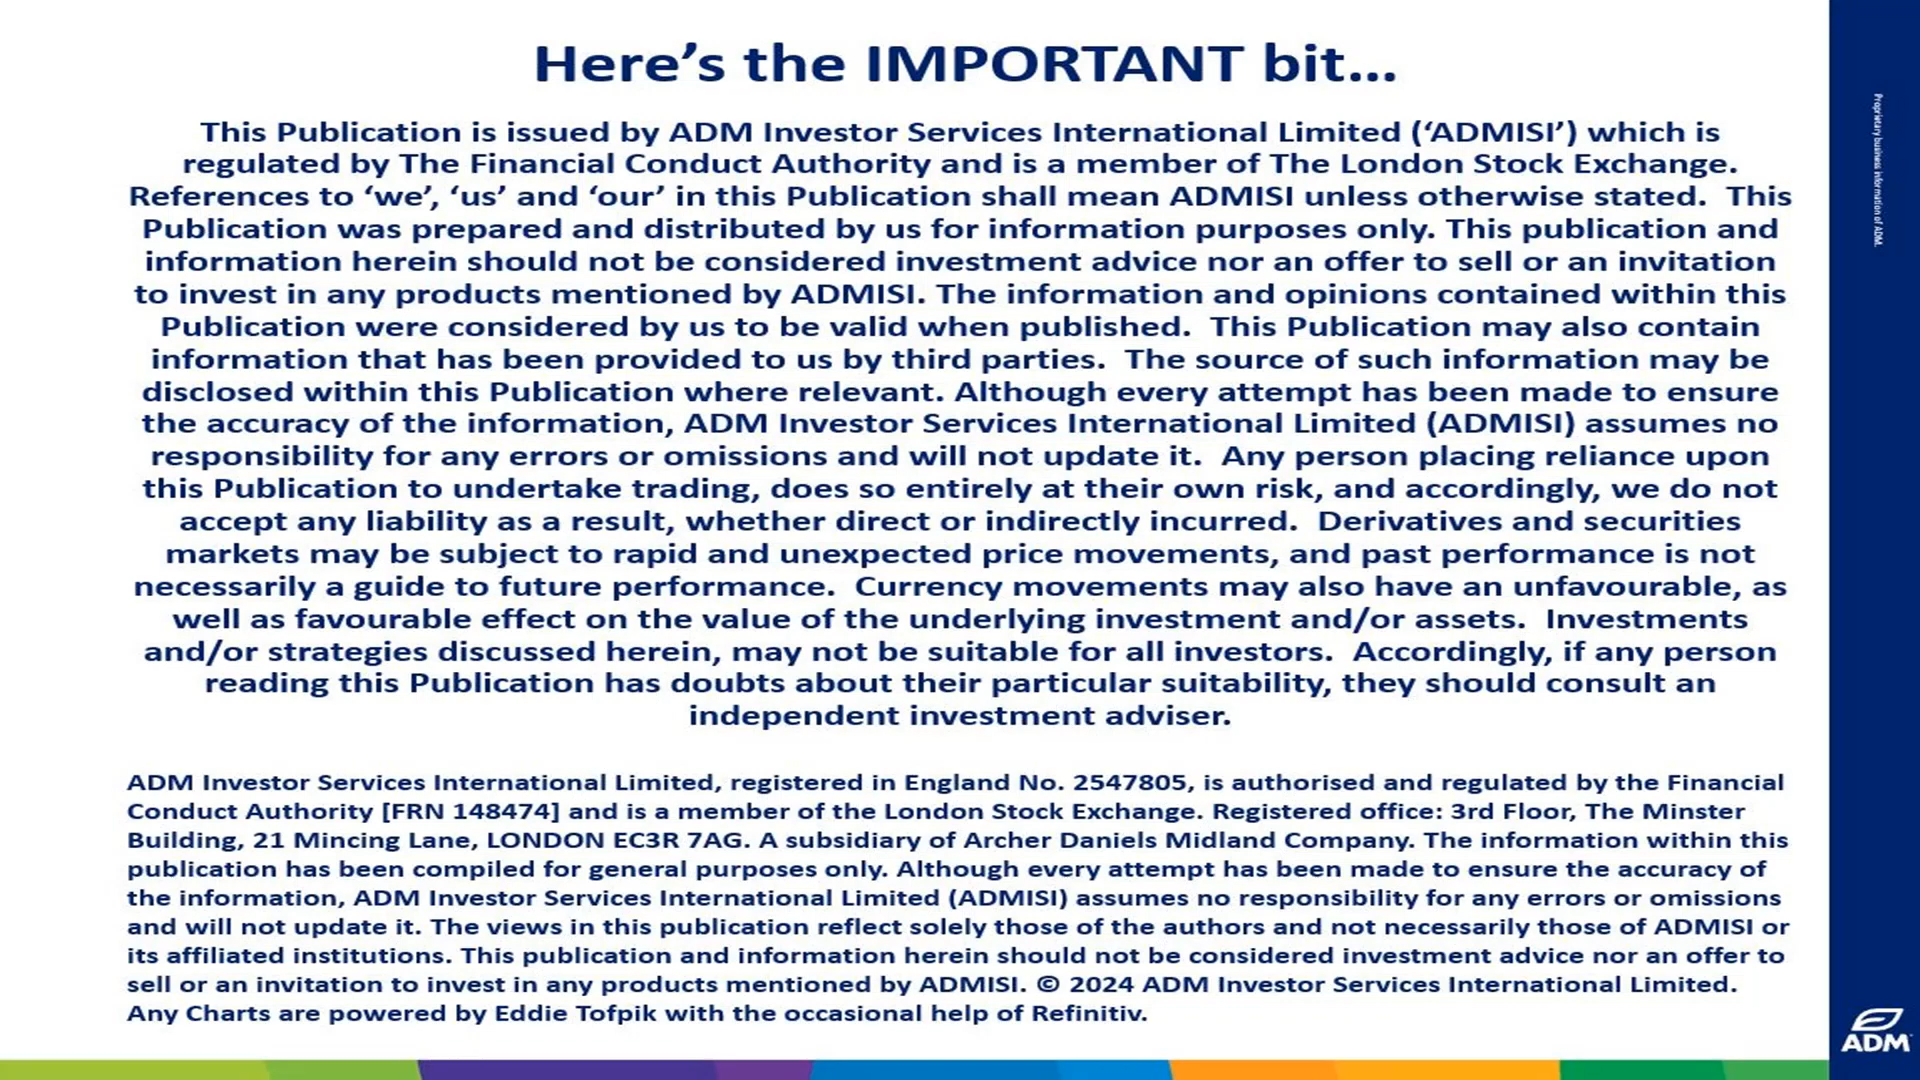 Here’s the IMPORTANT bit...
This Publication is issued by ADM Investor Services International Limited (‘ADMISI’) which is
regulated by The Financial Conduct Authority and is a member of The London Stock Exchange.
References to ‘we’, ‘us’ and ‘our’ in this Publication shall mean ADMISI unless otherwise stated.  This
Publication was prepared and distributed by us for information purposes only. This publication and
information herein should not be considered investment advice nor an offer to sell or an invitation
to invest in any products mentioned by ADMISI. The information and opinions contained within this
Publication were considered by us to be valid when published.  This Publication may also contain
information that has been provided to us by third parties.  The source of such information may be
disclosed within this Publication where relevant. Although every attempt has been made to ensure
the accuracy of the information, ADM Investor Services International Limited (ADMISI) assumes no
responsibility for any errors or omissions and will not update it.  Any person placing reliance upon
this Publication to undertake trading, does so entirely at their own risk, and accordingly, we do not
accept any liability as a result, whether direct or indirectly incurred.  Derivatives and securities
markets may be subject to rapid and unexpected price movements, and past performance is not
necessarily a guide to future performance.  Currency movements may also have an unfavourable, as
well as favourable effect on the value of the underlying investment and/or assets.  Investments
and/or strategies discussed herein, may not be suitable for all investors.  Accordingly, if any person
reading this Publication has doubts about their particular suitability, they should consult an
independent investment adviser.
ADM Investor Services International Limited, registered in England No. 2547805, is authorised and regulated by the Financial
Conduct Authority [FRN 148474] and is a member of the London Stock Exchange. Registered office: 3rd Floor, The Minster
Building, 21 Mincing Lane, LONDON EC3R 7AG. A subsidiary of Archer Daniels Midland Company. The information within this
publication has been compiled for general purposes only. Although every attempt has been made to ensure the accuracy of
the information, ADM Investor Services International Limited (ADMISI) assumes no responsibility for any errors or omissions
and will not update it. The views in this publication reflect solely those of the authors and not necessarily those of ADMISI or
its affiliated institutions. This publication and information herein should not be considered investment advice nor an offer to
sell or an invitation to invest in any products mentioned by ADMISI. © 2024 ADM Investor Services International Limited.
Any Charts are powered by Eddie Tofpik with the occasional help of Refinitiv.
Proprietary business information of ADM.
ADM